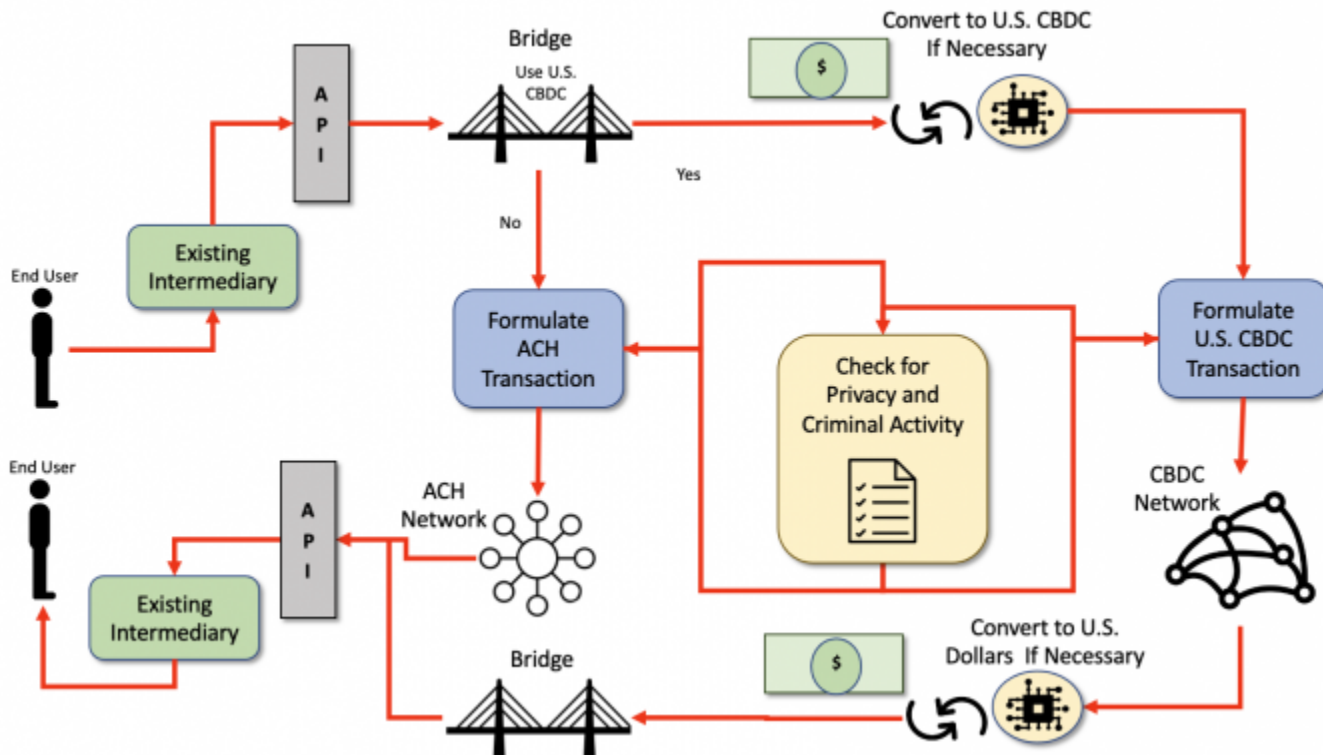 Convert to U.S. CBDC
If Necessary
$
Bridge
Use U.S.
CBDC
A
P
I
Yes
No
Existing
Intermediary
End User
Formulate
ACH
Transaction
Check for
Privacy and
Criminal Activity
Formulate
U.S. CBDC
Transaction
End User
A
P
I
ACH
Network
CBDC
Network
Existing
Intermediary
Bridge
$
Convert to U.S.
Dollars If Necessary